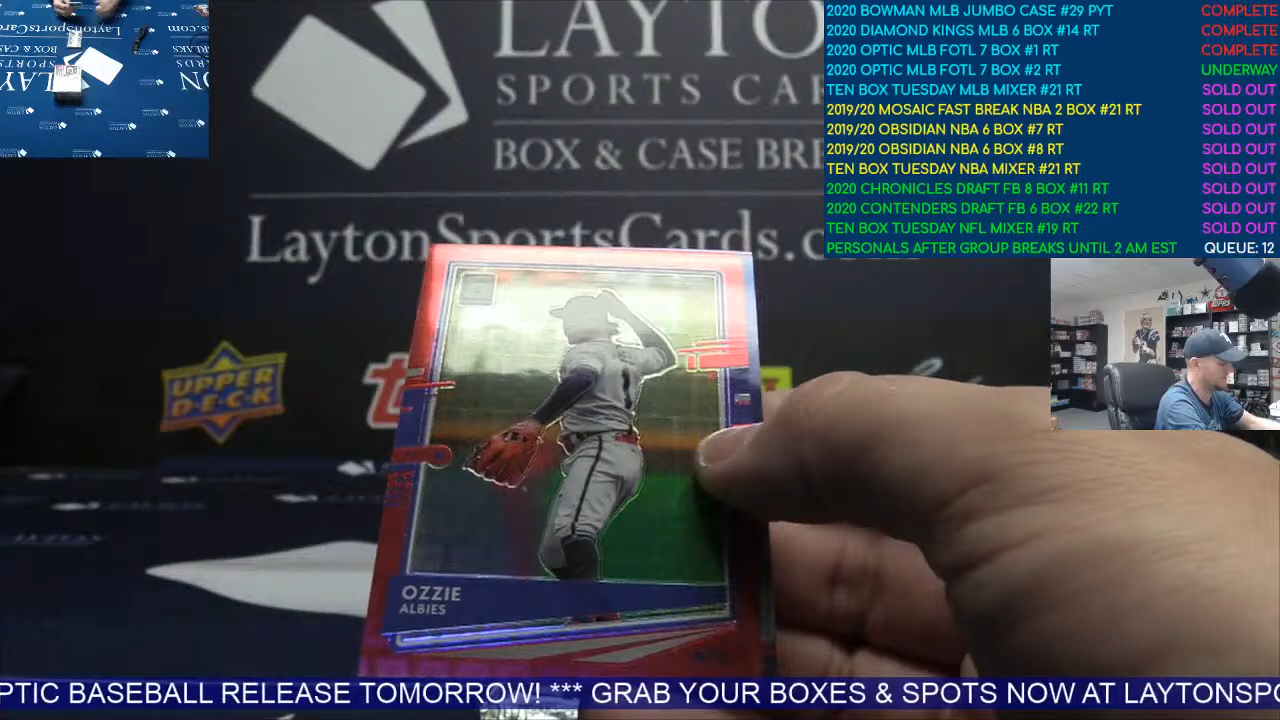 LAYTO
SPORTS CAR
BOX & CASE BRE
LaytonSportsCards.c
2020 BOWMAN MLB JUMBO CASE #29 PYT COMPLETE
2020 DIAMOND KINGS MLB 6 BOX #14 RT COMPLETE
2020 OPTIC MLB FOTL 7 BOX #1 RT COMPLETE
2020 OPTIC MLB FOTL 7 BOX #2 RT UNDERWAY
TEN BOX TUESDAY MLB MIXER #21 RT SOLD OUT
2019/20 MOSAIC FAST BREAK NBA 2 BOX #21 RT SOLD OUT
2019/20 OBSIDIAN NBA 6 BOX #7 RT SOLD OUT
2019/20 OBSIDIAN NBA 6 BOX #8 RT SOLD OUT
TEN BOX TUESDAY NBA MIXER #21 RT SOLD OUT
2020 CHRONICLES DRAFT FB 8 BOX #11 RT SOLD OUT
2020 CONTENDERS DRAFT FB 6 BOX #22 RT SOLD OUT
TEN BOX TUESDAY NFL MIXER #19 RT SOLD OUT
PERSONALS AFTER GROUP BREAKS UNTIL 2 AM EST QUEUE: 12
UPPER
DECK
t
1
OZZIE
ALBIES
PTIC BASEBALL RELEASE TOMORROW! *** GRAB YOUR BOXES & SPOTS NOW AT LAYTONSPO